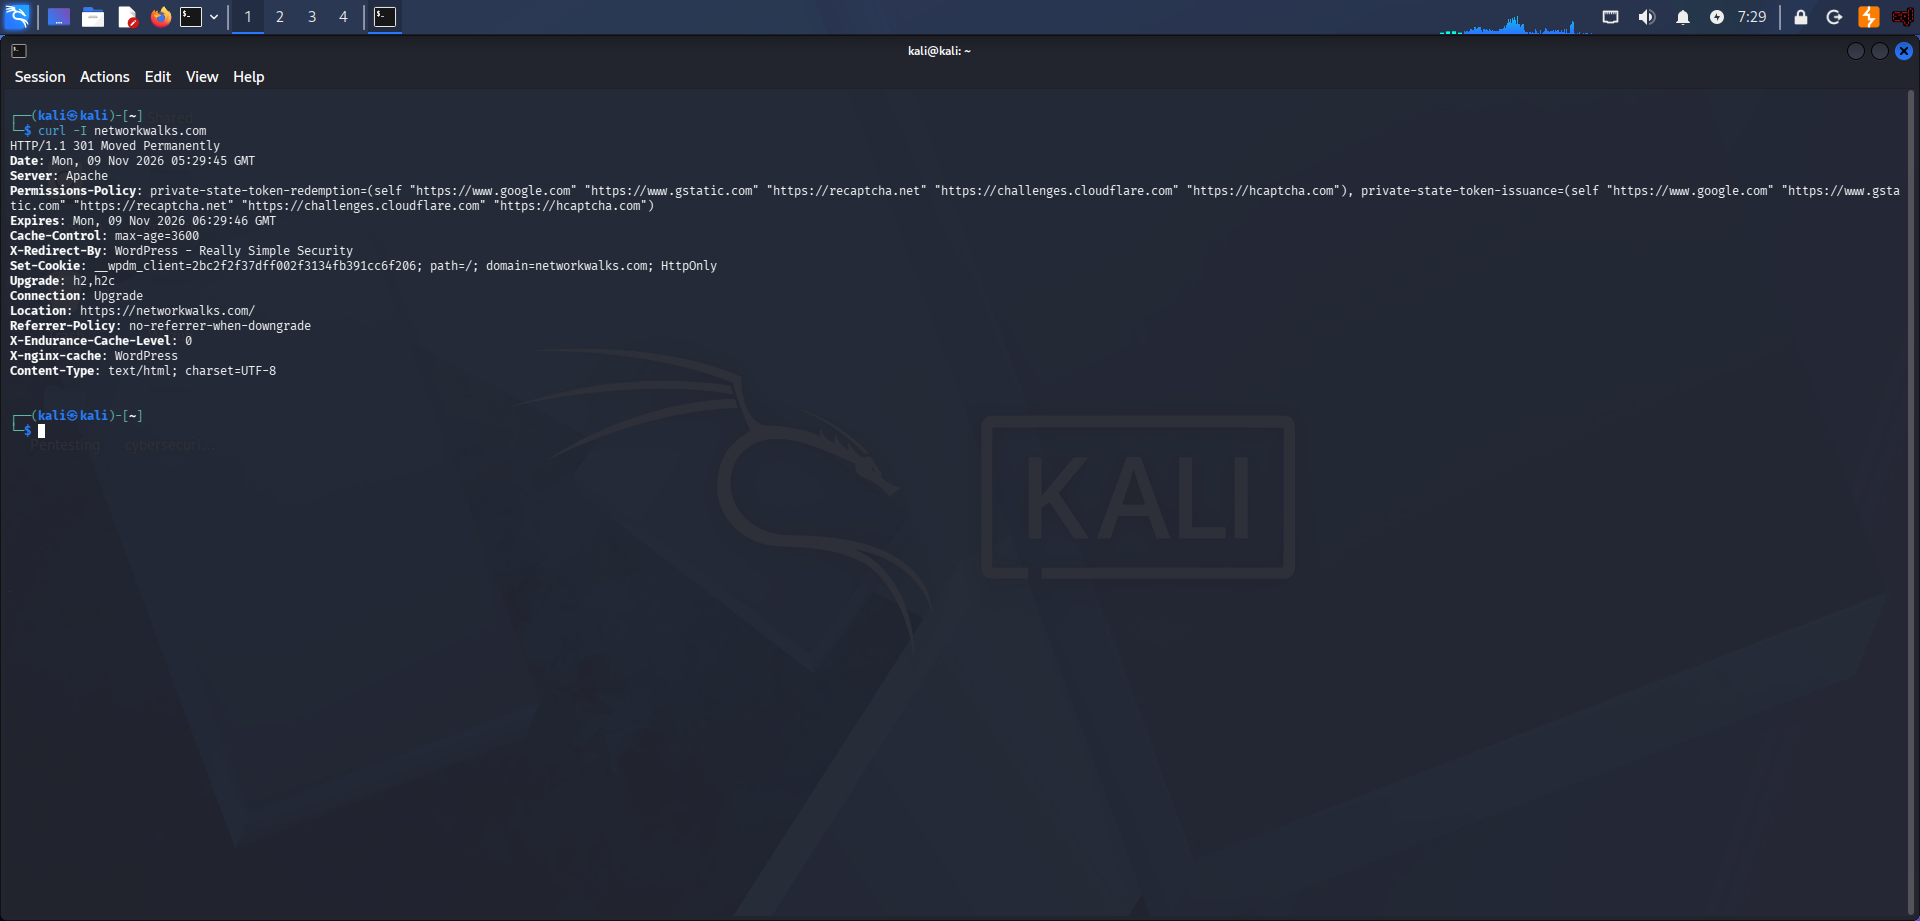 1 2 3 4 7:29
kali@kali: ~
Session Actions Edit View Help
┌──(kali㉿kali)-[~]
└─$ curl -I networkwalks.com
HTTP/1.1 301 Moved Permanently
Date: Mon, 09 Nov 2026 05:29:45 GMT
Server: Apache
Permissions-Policy: private-state-token-redemption=(self "https://www.google.com" "https://www.gstatic.com" "https://recaptcha.net" "https://challenges.cloudflare.com" "https://hcaptcha.com"), private-state-token-issuance=(self "https://www.google.com" "https://www.gsta
tic.com" "https://recaptcha.net" "https://challenges.cloudflare.com" "https://hcaptcha.com")
Expires: Mon, 09 Nov 2026 06:29:46 GMT
Cache-Control: max-age=3600
X-Redirect-By: WordPress - Really Simple Security
Set-Cookie: __wpdm_client=2bc2f2f37dff002f3134fb391cc6f206; path=/; domain=networkwalks.com; HttpOnly
Upgrade: h2,h2c
Connection: Upgrade
Location: https://networkwalks.com/
Referrer-Policy: no-referrer-when-downgrade
X-Endurance-Cache-Level: 0
X-nginx-cache: WordPress
Content-Type: text/html; charset=UTF-8
┌──(kali㉿kali)-[~]
└─$
Pentesting cybersecuri...
KALI